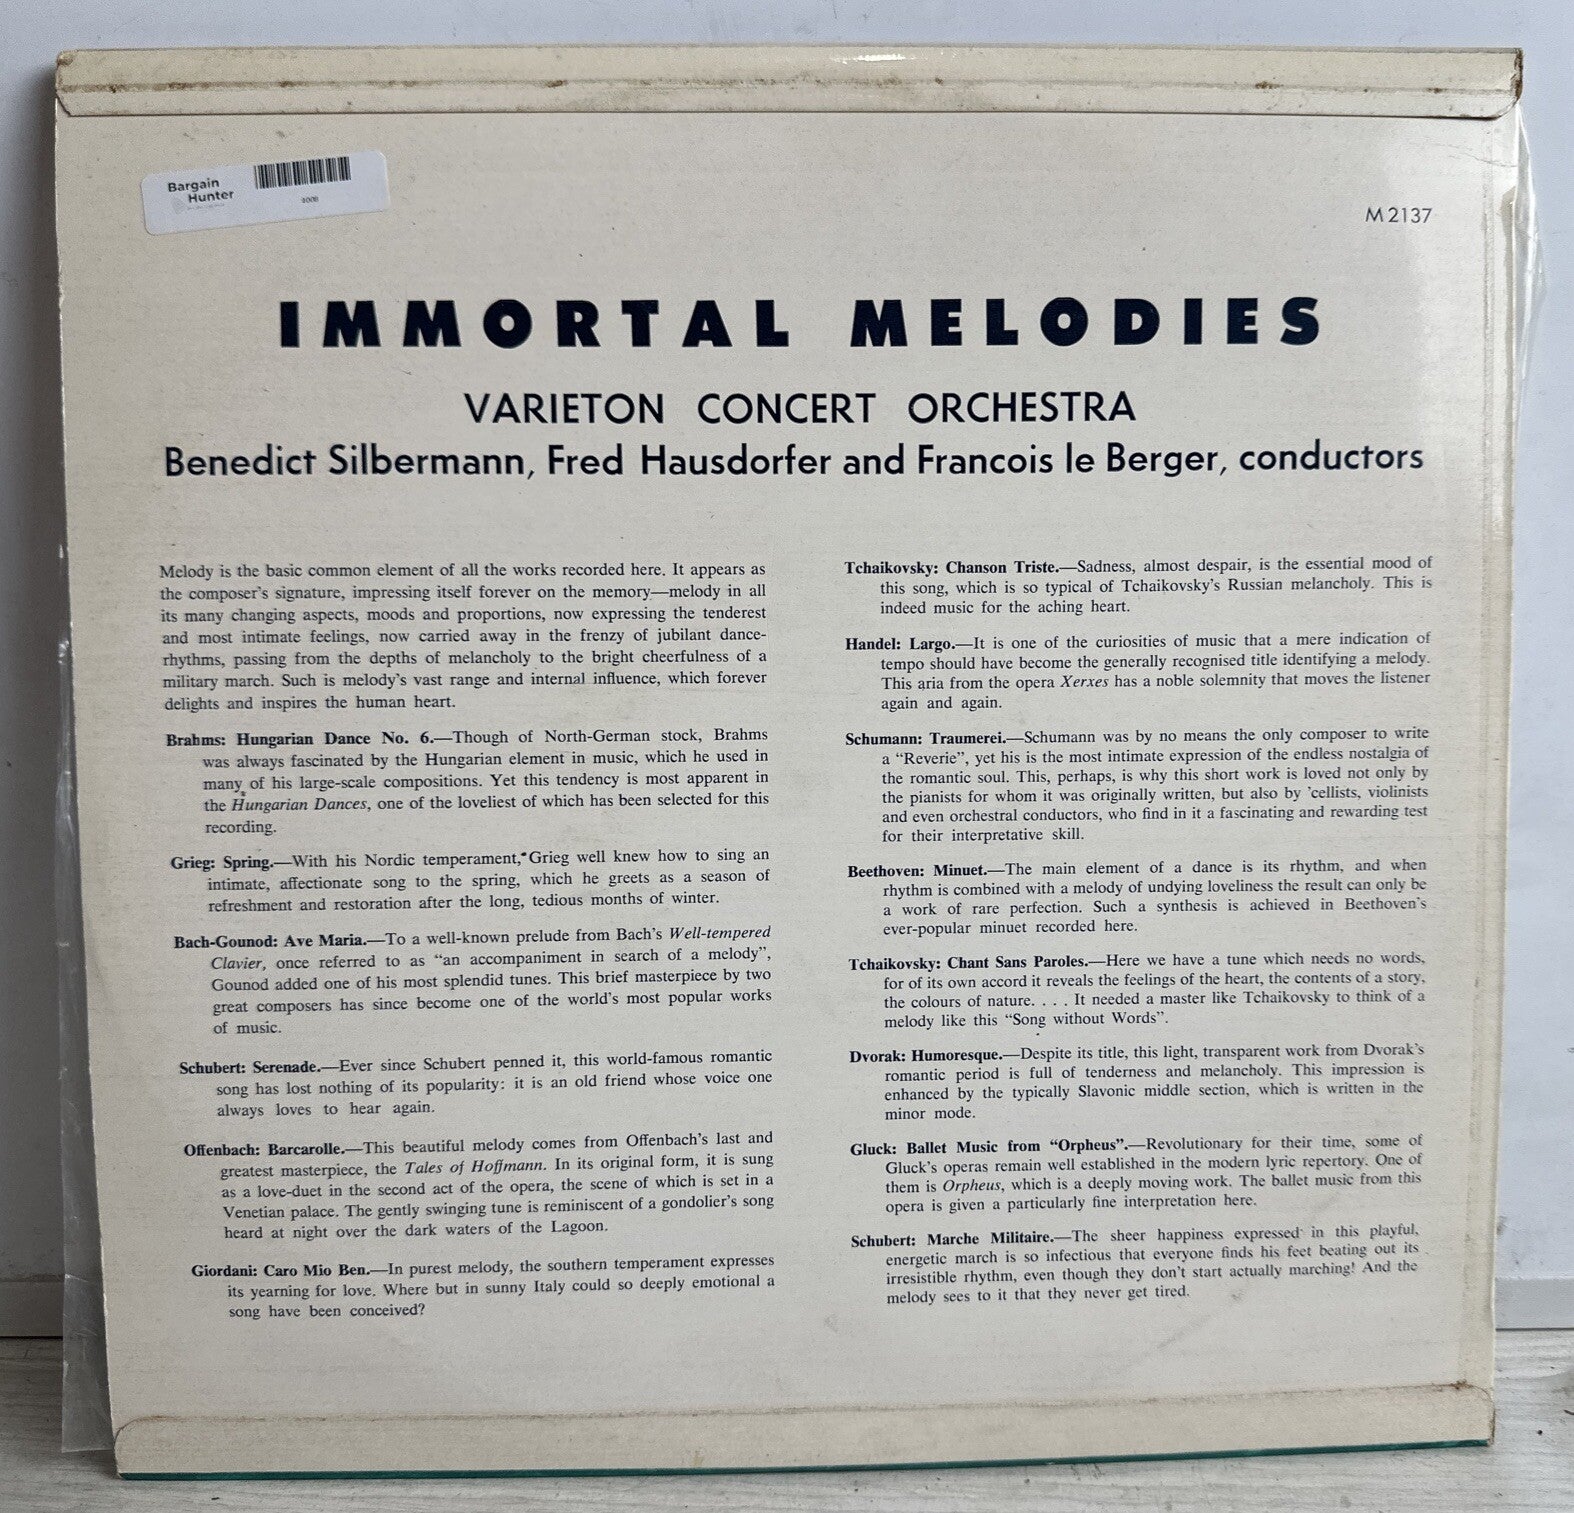 Bargain
Hunter
1008
M 2137
IMMORTAL MELODIES
VARIETON CONCERT ORCHESTRA
Benedict Silbermann, Fred Hausdorfer and Francois le Berger, conductors
Melody is the basic common element of all the works recorded here. It appears as
the composer's signature, impressing itself forever on the memory—melody in all
its many changing aspects, moods and proportions, now expressing the tenderest
and most intimate feelings, now carried away in the frenzy of jubilant dance-
rhythms, passing from the depths of melancholy to the bright cheerfulness of a
military march. Such is melody's vast range and internal influence, which forever
delights and inspires the human heart.
Brahms: Hungarian Dance No. 6.—Though of North-German stock, Brahms
was always fascinated by the Hungarian element in music, which he used in
many of his large-scale compositions. Yet this tendency is most apparent in
the Hungarian Dances, one of the loveliest of which has been selected for this
recording.
Grieg: Spring.—With his Nordic temperament, Grieg well knew how to sing an
intimate, affectionate song to the spring, which he greets as a season of
refreshment and restoration after the long, tedious months of winter.
Bach-Gounod: Ave Maria.—To a well-known prelude from Bach's Well-tempered
Clavier, once referred to as “an accompaniment in search of a melody”,
Gounod added one of his most splendid tunes. This brief masterpiece by two
great composers has since become one of the world's most popular works
of music.
Schubert: Serenade.—Ever since Schubert penned it, this world-famous romantic
song has lost nothing of its popularity: it is an old friend whose voice one
always loves to hear again.
Offenbach: Barcarolle.—This beautiful melody comes from Offenbach's last and
greatest masterpiece, the Tales of Hoffmann. In its original form, it is sung
as a love-duet in the second act of the opera, the scene of which is set in a
Venetian palace. The gently swinging tune is reminiscent of a gondolier's song
heard at night over the dark waters of the Lagoon.
Giordani: Caro Mio Ben.—In purest melody, the southern temperament expresses
its yearning for love. Where but in sunny Italy could so deeply emotional a
song have been conceived?
Tchaikovsky: Chanson Triste.—Sadness, almost despair, is the essential mood of
this song, which is so typical of Tchaikovsky's Russian melancholy. This is
indeed music for the aching heart.
Handel: Largo.—It is one of the curiosities of music that a mere indication of
tempo should have become the generally recognised title identifying a melody.
This aria from the opera Xerxes has a noble solemnity that moves the listener
again and again.
Schumann: Traumerei.—Schumann was by no means the only composer to write
a “Reverie”, yet his is the most intimate expression of the endless nostalgia of
the romantic soul. This, perhaps, is why this short work is loved not only by
the pianists for whom it was originally written, but also by 'cellists, violinists
and even orchestral conductors, who find in it a fascinating and rewarding test
for their interpretative skill.
Beethoven: Minuet.—The main element of a dance is its rhythm, and when
rhythm is combined with a melody of undying loveliness the result can only be
a work of rare perfection. Such a synthesis is achieved in Beethoven's
ever-popular minuet recorded here.
Tchaikovsky: Chant Sans Paroles.—Here we have a tune which needs no words,
for of its own accord it reveals the feelings of the heart, the contents of a story,
the colours of nature. . . . It needed a master like Tchaikovsky to think of a
melody like this “Song without Words”.
Dvorak: Humoresque.—Despite its title, this light, transparent work from Dvorak's
romantic period is full of tenderness and melancholy. This impression is
enhanced by the typically Slavonic middle section, which is written in the
minor mode.
Gluck: Ballet Music from “Orpheus”.—Revolutionary for their time, some of
Gluck's operas remain well established in the modern lyric repertory. One of
them is Orpheus, which is a deeply moving work. The ballet music from this
opera is given a particularly fine interpretation here.
Schubert: Marche Militaire.—The sheer happiness expressed in this playful,
energetic march is so infectious that everyone finds his feet beating out its
irresistible rhythm, even though they don't start actually marching! And the
melody sees to it that they never get tired.